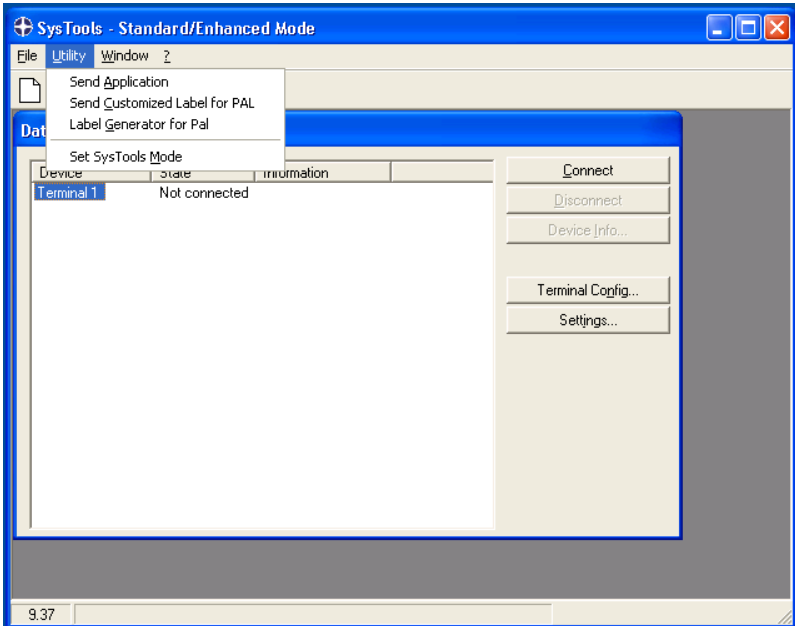 SysTools - Standard/Enhanced Mode
File Utility Window ?
Send Application
Send Customized Label for PAL
Label Generator for Pal
Set SysTools Mode
Dat
Device State Information
Terminal 1 Not connected
Connect
Disconnect
Device Info...
Terminal Config...
Settings...
9.37